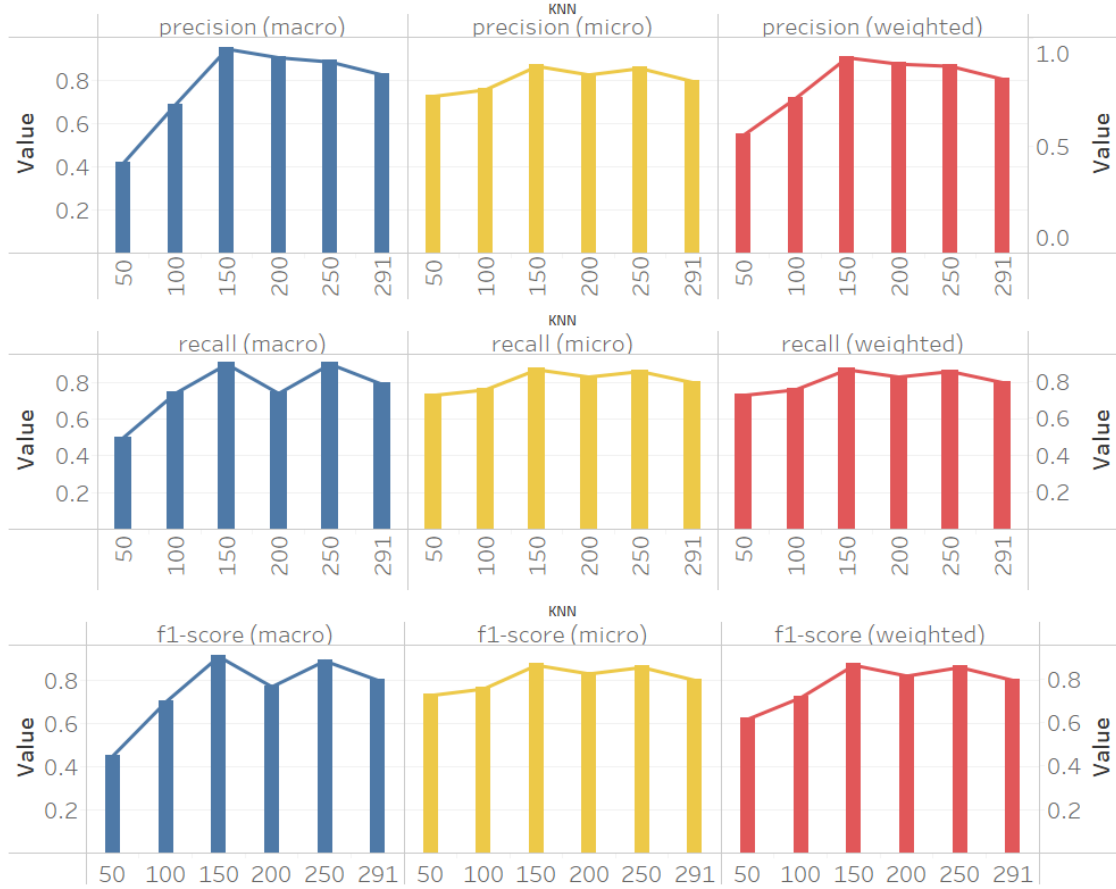 KNN
precision (macro) precision (micro) precision (weighted)
Value
0.8
0.6
0.4
0.2
1.0
0.5
0.0
Value
50 100 150 200 250 291 50 100 150 200 250 291 50 100 150 200 250 291
KNN
recall (macro) recall (micro) recall (weighted)
Value
0.8
0.6
0.4
0.2
0.8
0.6
0.4
0.2
Value
50 100 150 200 250 291 50 100 150 200 250 291 50 100 150 200 250 291
KNN
f1-score (macro) f1-score (micro) f1-score (weighted)
Value
0.8
0.6
0.4
0.2
0.8
0.6
0.4
0.2
Value
50 100 150 200 250 291 50 100 150 200 250 291 50 100 150 200 250 291